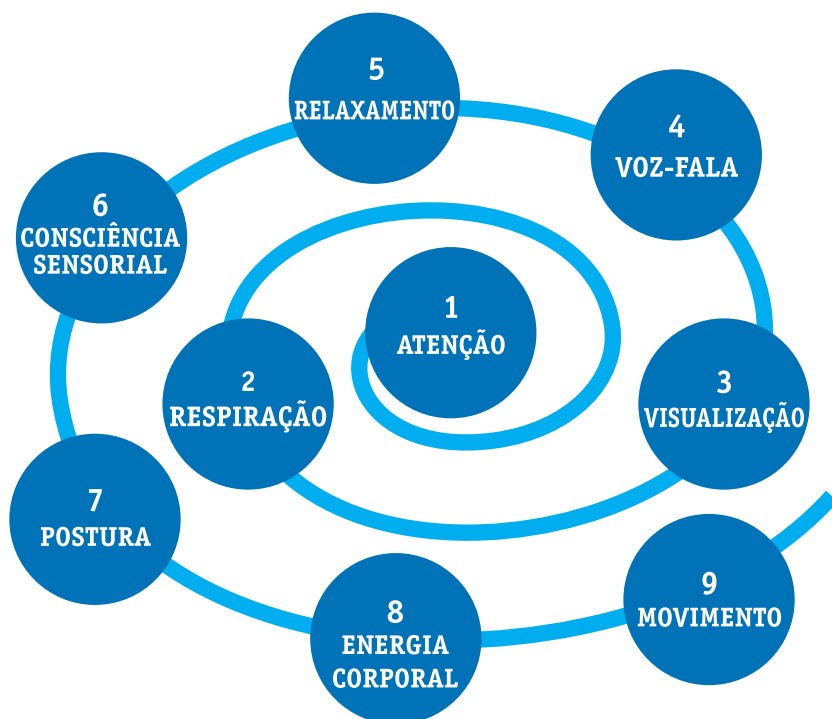 1
ATENÇÃO
2
RESPIRAÇÃO
3
VISUALIZAÇÃO
4
VOZ-FALA
5
RELAXAMENTO
6
CONSCIÊNCIA
SENSORIAL
7
POSTURA
8
ENERGIA
CORPORAL
9
MOVIMENTO